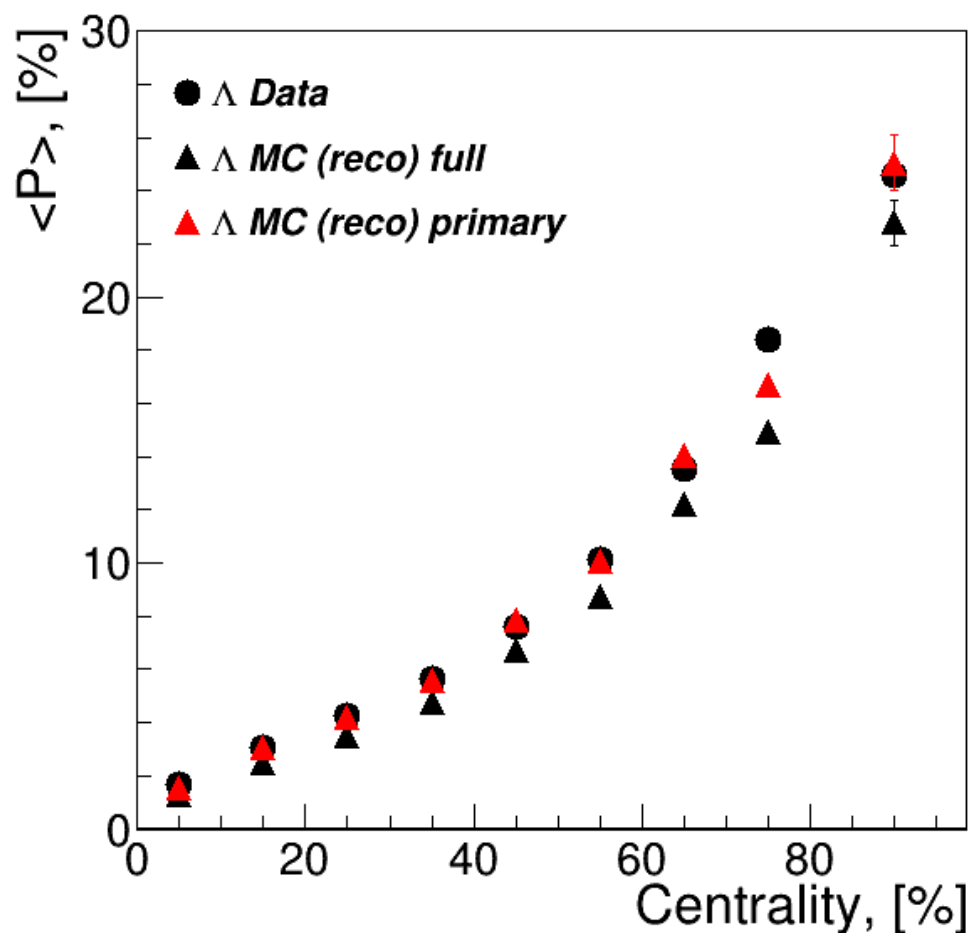 <P>, [%]
30
20
10
0
Λ Data
Λ MC (reco) full
Λ MC (reco) primary
0 20 40 60 80
Centrality, [%]